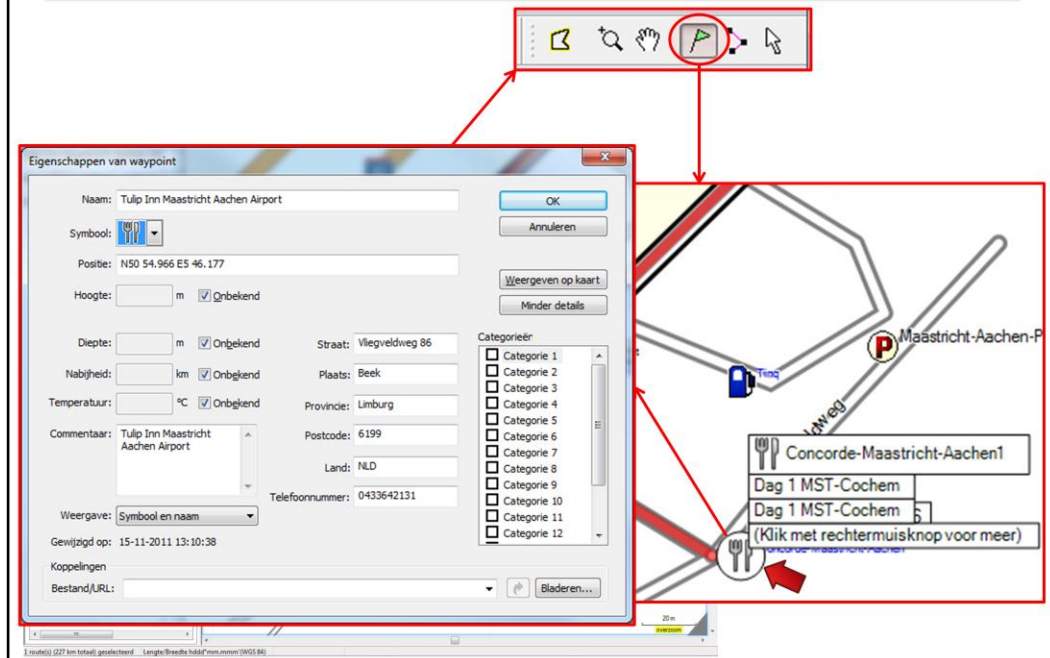 Eigenschappen van waypoint
Naam: Tulip Inn Maastricht Aachen Airport
OK
Symbool:
Annuleren
Positie: N50 54.966 E5 46.177
Weergeven op kaart
Hoogte: m Onbekend
Minder details
Diepte: m Onbekend
Straat: Vliegveldweg 86
Categorieën
Categorie 1
Categorie 2
Categorie 3
Categorie 4
Categorie 5
Categorie 6
Categorie 7
Categorie 8
Categorie 9
Categorie 10
Categorie 11
Categorie 12
Nabijheid: km Onbekend
Plaats: Beek
Temperatuur: °C Onbekend
Provincie: Limburg
Commentaar: Tulip Inn Maastricht
Aachen Airport
Postcode: 6199
Land: NLD
Telefoonnummer: 0433642131
Weergave: Symbool en naam
Gewijzigd op: 15-11-2011 13:10:38
Koppelingen
Bestand/URL:
Bladeren...
Maastricht-Aachen-P
P
Tinq
ldweg
Concorde-Maastricht-Aachen1
Dag 1 MST-Cochem
Dag 1 MST-Cochem
S
(Klik met rechtermuisknop voor meer)
Concorde-Maastricht-Aachen
20 m
overzoom
1 route(s) (227 km totaal) geselecteerd Lengte/Breedte hddd°mm.mmm'(WGS 84)